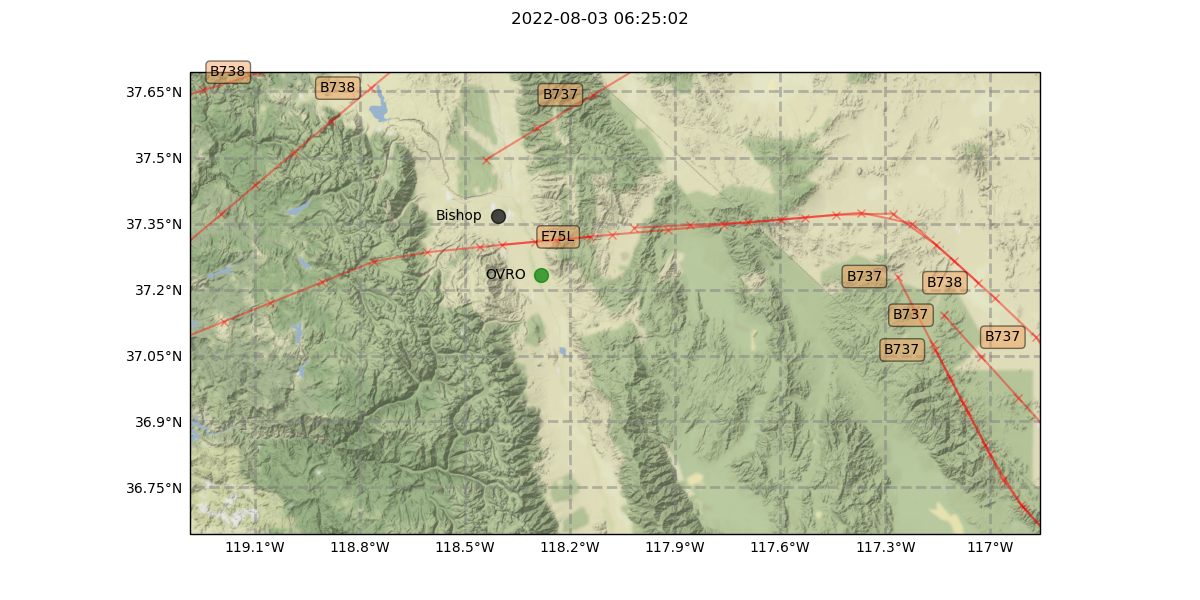 2022-08-03 06:25:02
B738
B738
B737
37.65°N
37.5°N
37.35°N
37.2°N
37.05°N
36.9°N
36.75°N
Bishop
E75L
OVRO
B737
B738
B737
B737
B737
119.1°W
118.8°W
118.5°W
118.2°W
117.9°W
117.6°W
117.3°W
117°W